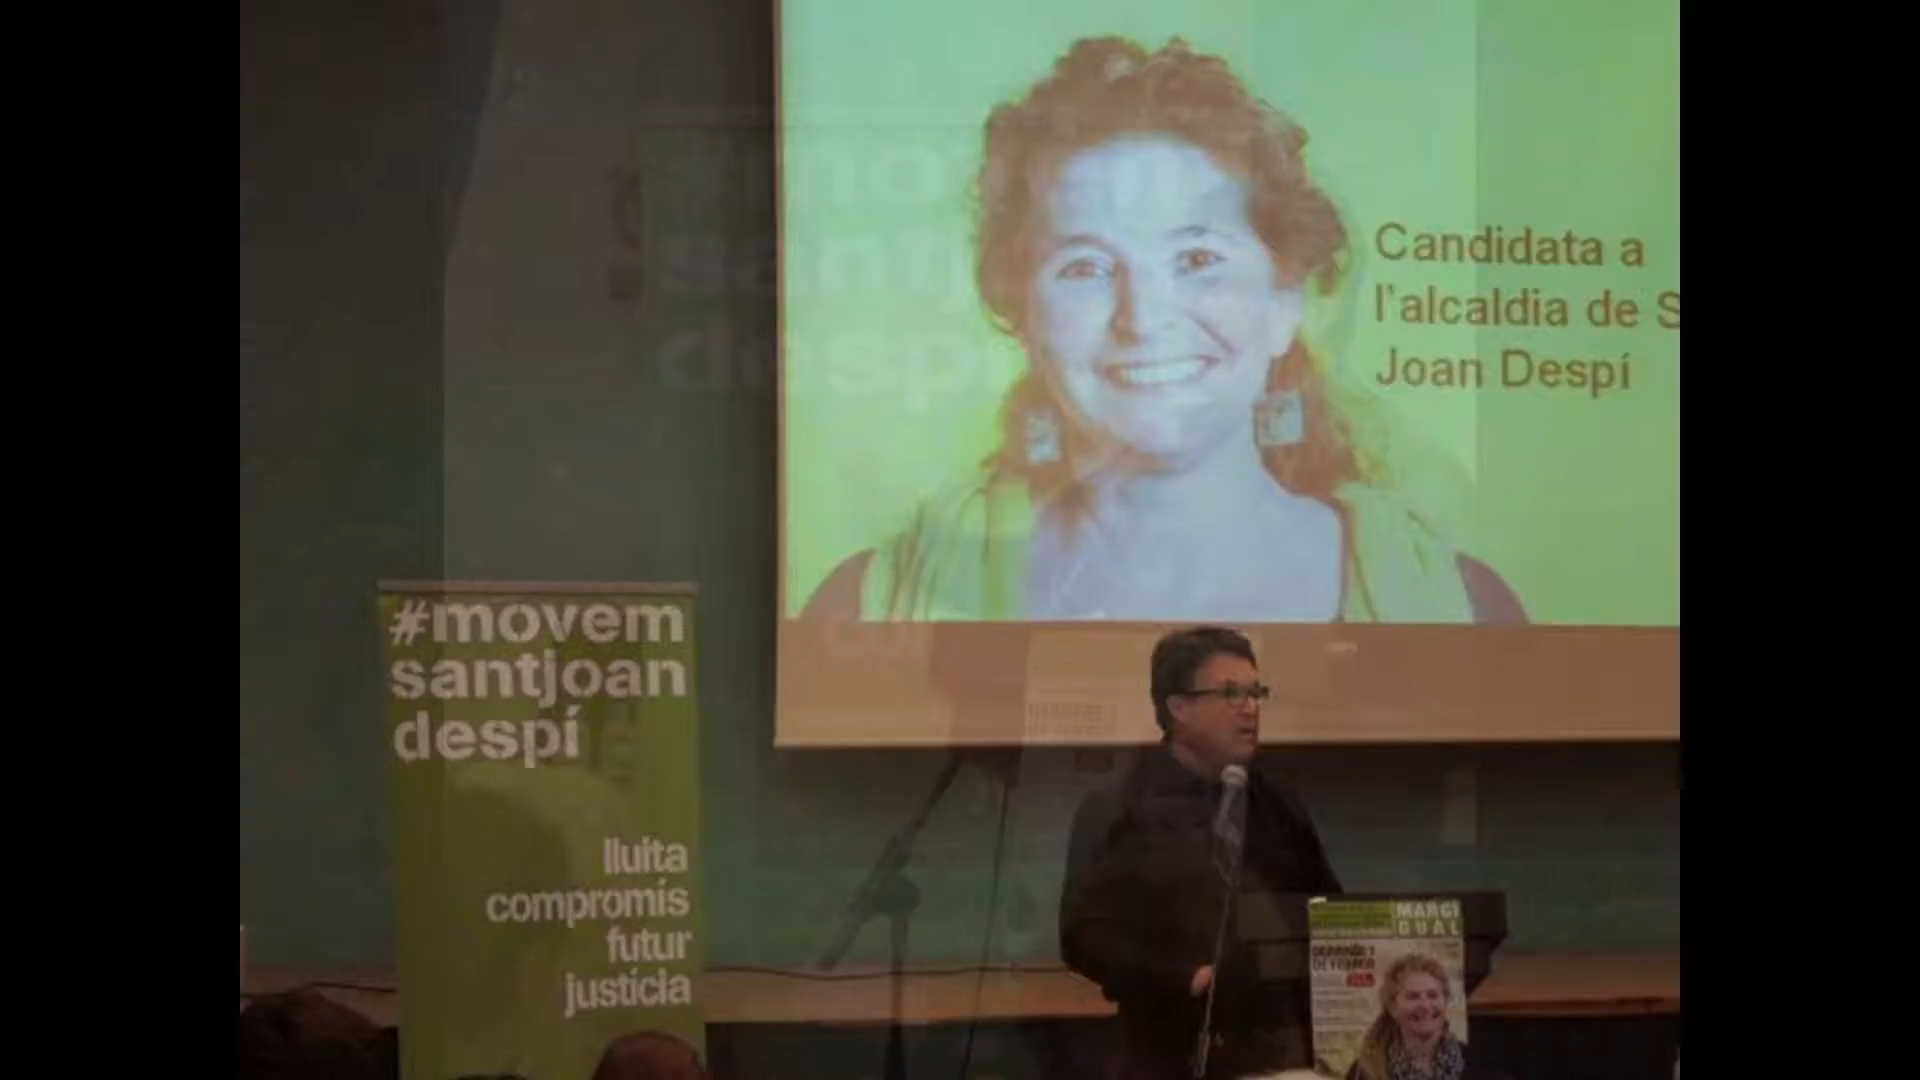 Candidata a
l'alcaldia de S
Joan Despí
#movem
santjoan
despí
lluita
compromís
futur
justícia
MARGI
GUAL